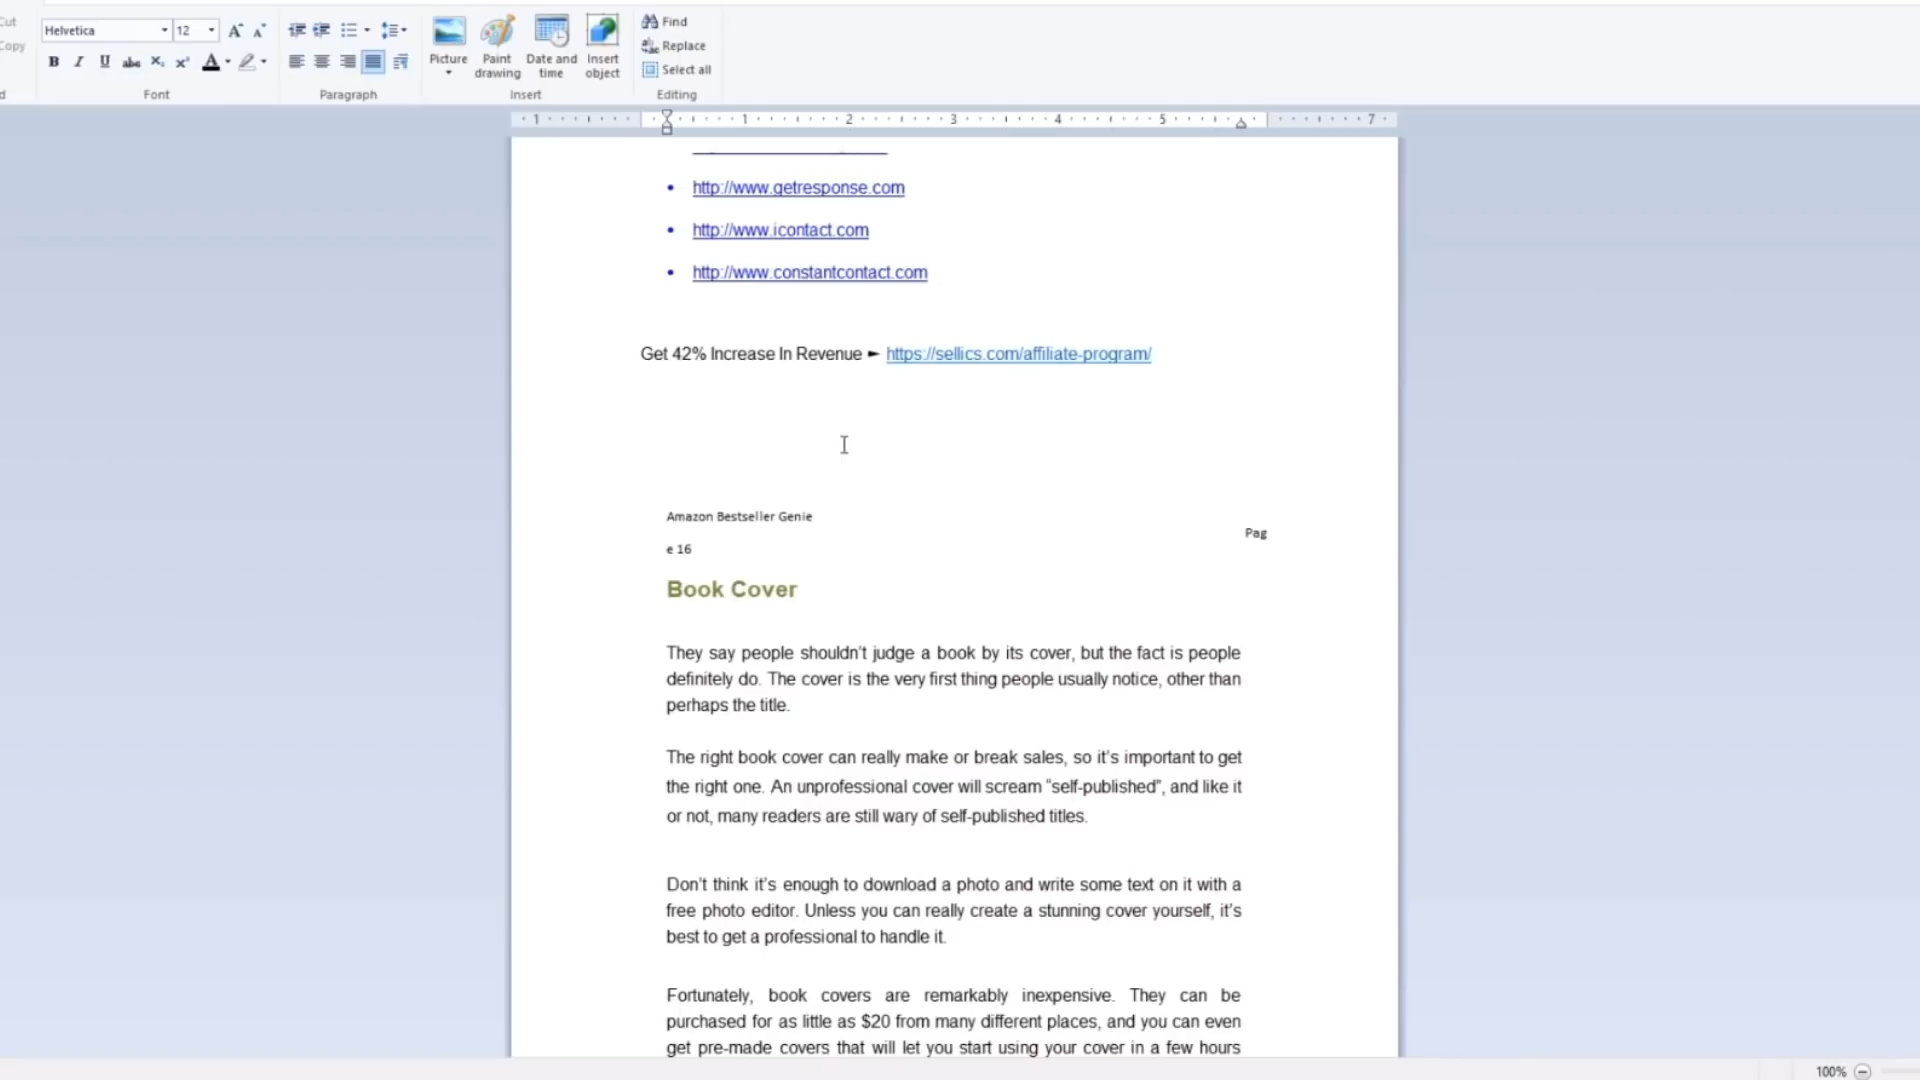 Cut
Copy
Helvetica
12
Font
Paragraph
Picture
Paint drawing
Date and time
Insert object
Insert
Find
Replace
Select all
Editing
1 1 2 3 4 5 7
• http://www.getresponse.com
• http://www.icontact.com
• http://www.constantcontact.com
Get 42% Increase In Revenue ► https://sellics.com/affiliate-program/
Amazon Bestseller Genie
Pag
e 16
Book Cover
They say people shouldn’t judge a book by its cover, but the fact is people
definitely do. The cover is the very first thing people usually notice, other than
perhaps the title.
The right book cover can really make or break sales, so it’s important to get
the right one. An unprofessional cover will scream “self-published”, and like it
or not, many readers are still wary of self-published titles.
Don’t think it’s enough to download a photo and write some text on it with a
free photo editor. Unless you can really create a stunning cover yourself, it’s
best to get a professional to handle it.
Fortunately, book covers are remarkably inexpensive. They can be
purchased for as little as $20 from many different places, and you can even
get pre-made covers that will let you start using your cover in a few hours
100%